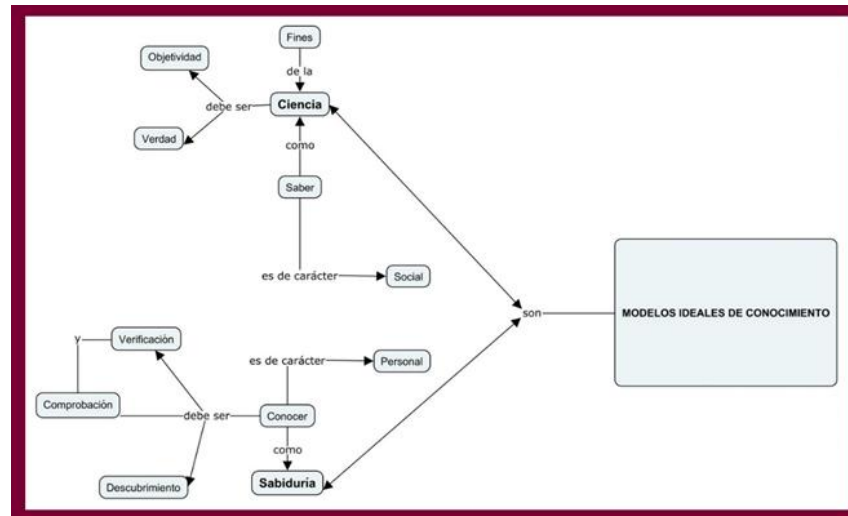 Fines
Objetividad
de la
debe ser
Ciencia
Verdad
como
Saber
es de carácter
Social
son
MODELOS IDEALES DE CONOCIMIENTO
y
Verificación
es de carácter
Personal
Comprobación
debe ser
Conocer
como
Descubrimiento
Sabiduría